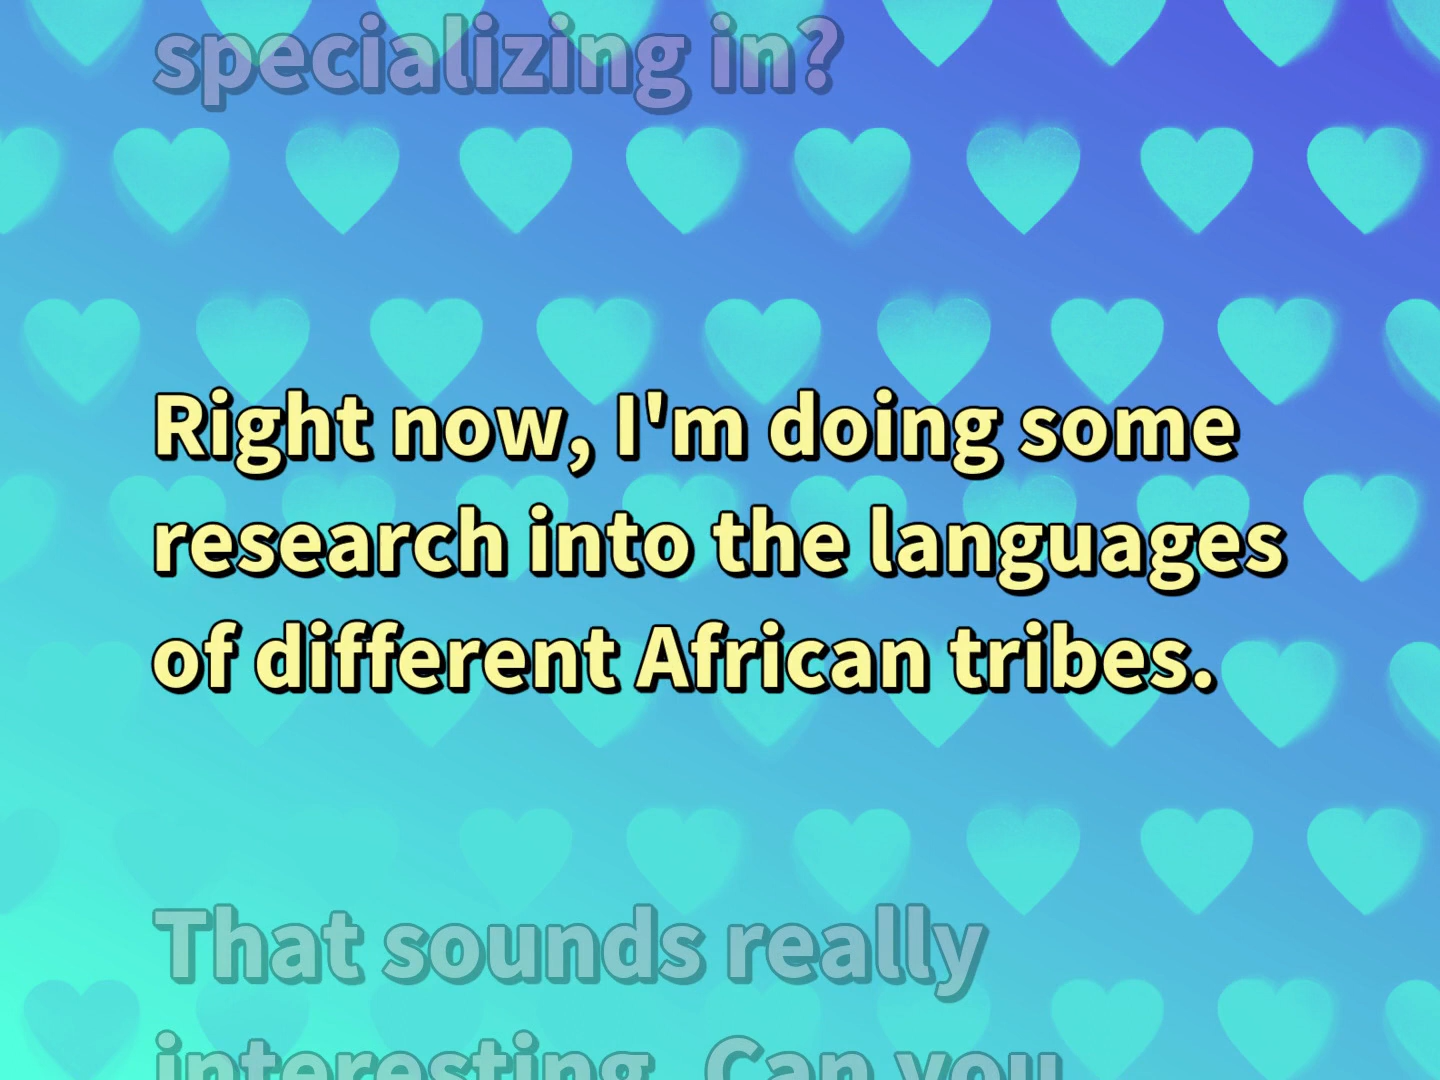 specializing in?
Right now, I'm doing some
research into the languages
of different African tribes.
That sounds really
interesting. Can you